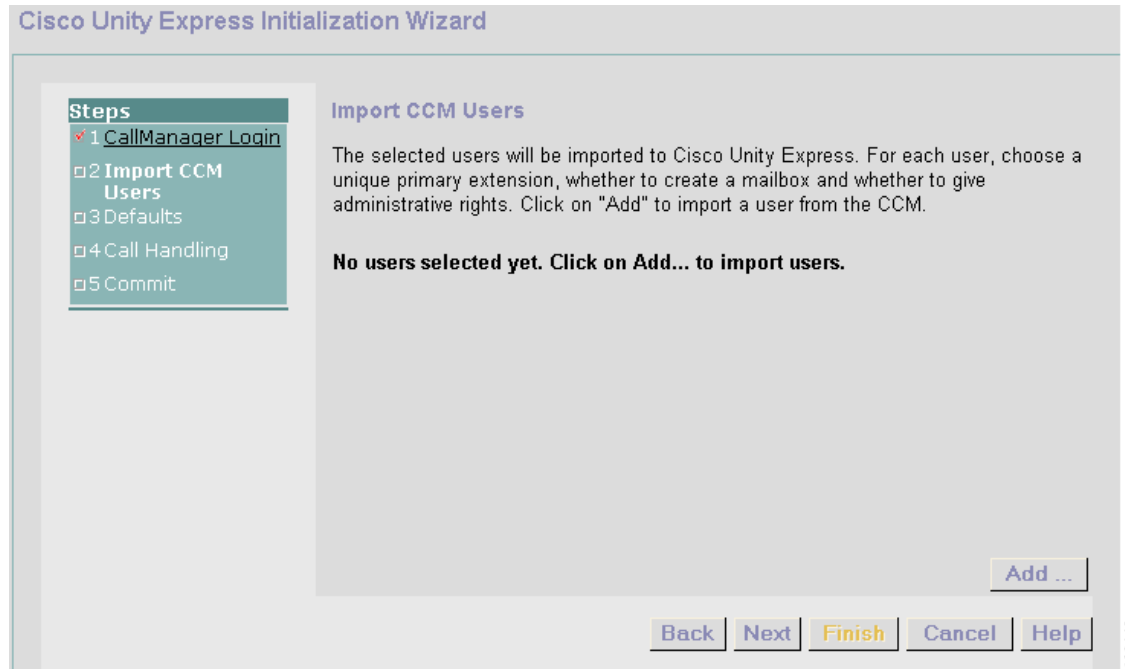 Cisco Unity Express Initialization Wizard
Steps
1 CallManager Login
2 Import CCM
Users
3 Defaults
4 Call Handling
5 Commit
Import CCM Users
The selected users will be imported to Cisco Unity Express. For each user, choose a
unique primary extension, whether to create a mailbox and whether to give
administrative rights. Click on "Add" to import a user from the CCM.
No users selected yet. Click on Add... to import users.
Add ...
Back Next Finish Cancel Help